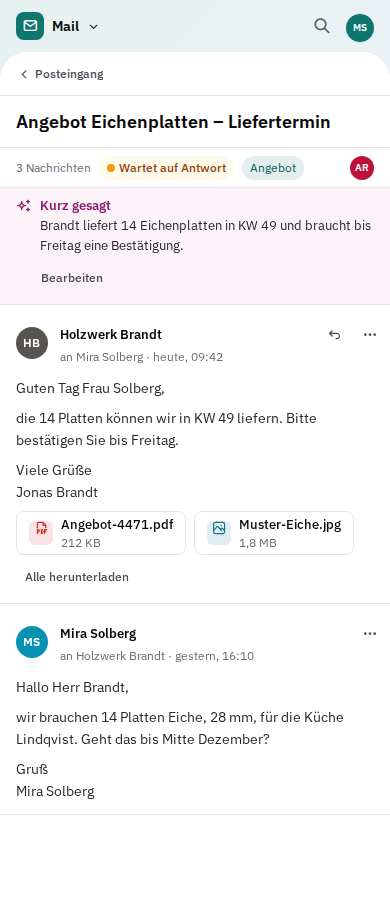 Mail
MS
Posteingang
Angebot Eichenplatten – Liefertermin
3 Nachrichten Wartet auf Antwort Angebot AR
Kurz gesagt
Brandt liefert 14 Eichenplatten in KW 49 und braucht bis
Freitag eine Bestätigung.
Bearbeiten
HB Holzwerk Brandt
an Mira Solberg · heute, 09:42
Guten Tag Frau Solberg,
die 14 Platten können wir in KW 49 liefern. Bitte
bestätigen Sie bis Freitag.
Viele Grüße
Jonas Brandt
PDF Angebot-4471.pdf
212 KB
Muster-Eiche.jpg
1,8 MB
Alle herunterladen
MS Mira Solberg
an Holzwerk Brandt · gestern, 16:10
Hallo Herr Brandt,
wir brauchen 14 Platten Eiche, 28 mm, für die Küche
Lindqvist. Geht das bis Mitte Dezember?
Gruß
Mira Solberg